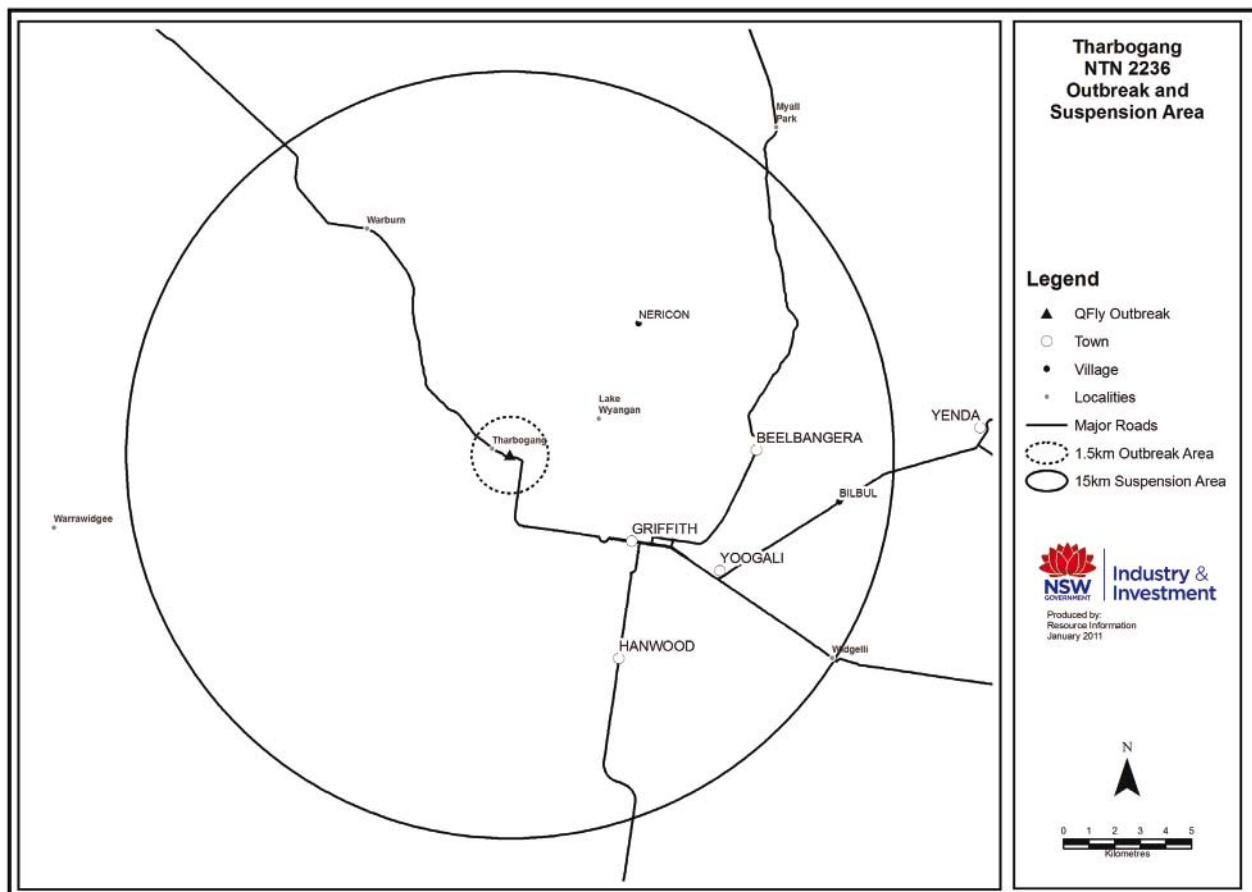 Tharbogang
NTN 2236
Outbreak and
Suspension Area
Myall
Park
Warburn
NERICON
Lake
Wyangan
Tharbogang
BEELBANGERA
YENDA
BILBUL
Warrawidgee
GRIFFITH
YOOGALI
HANWOOD
Widgelli
Legend
QFly Outbreak
Town
Village
Localities
Major Roads
1.5km Outbreak Area
15km Suspension Area
NSW
GOVERNMENT
Industry &
Investment
Produced by:
Resource Information
January 2011
N
0 1 2 3 4 5
Kilometres